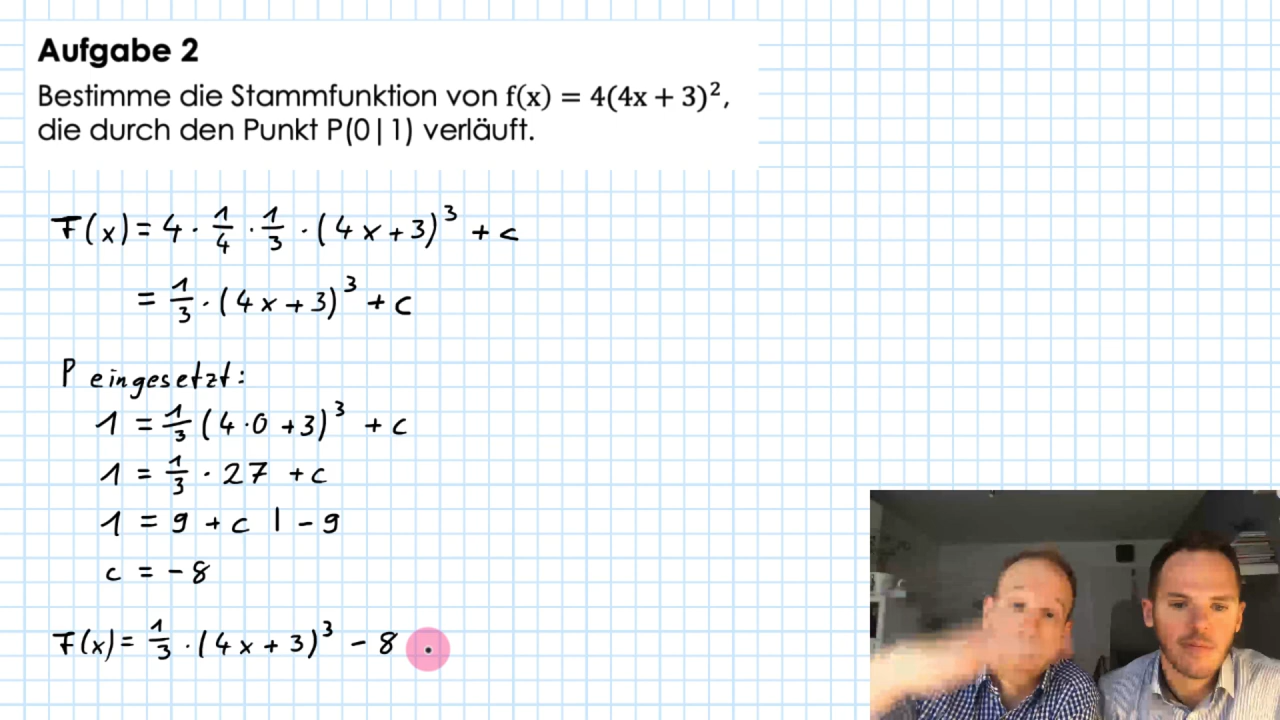 Aufgabe 2
Bestimme die Stammfunktion von f(x) = 4(4x + 3)²,
die durch den Punkt P(0|1) verläuft.
F(x) = 4 · 1/4 · 1/3 · (4x+3)³ + c
= 1/3 · (4x+3)³ + c
P eingesetzt:
1 = 1/3 (4·0 +3)³ + c
1 = 1/3 · 27 + c
1 = 9 + c | - 9
c = - 8
F(x) = 1/3 · (4x + 3)³ - 8